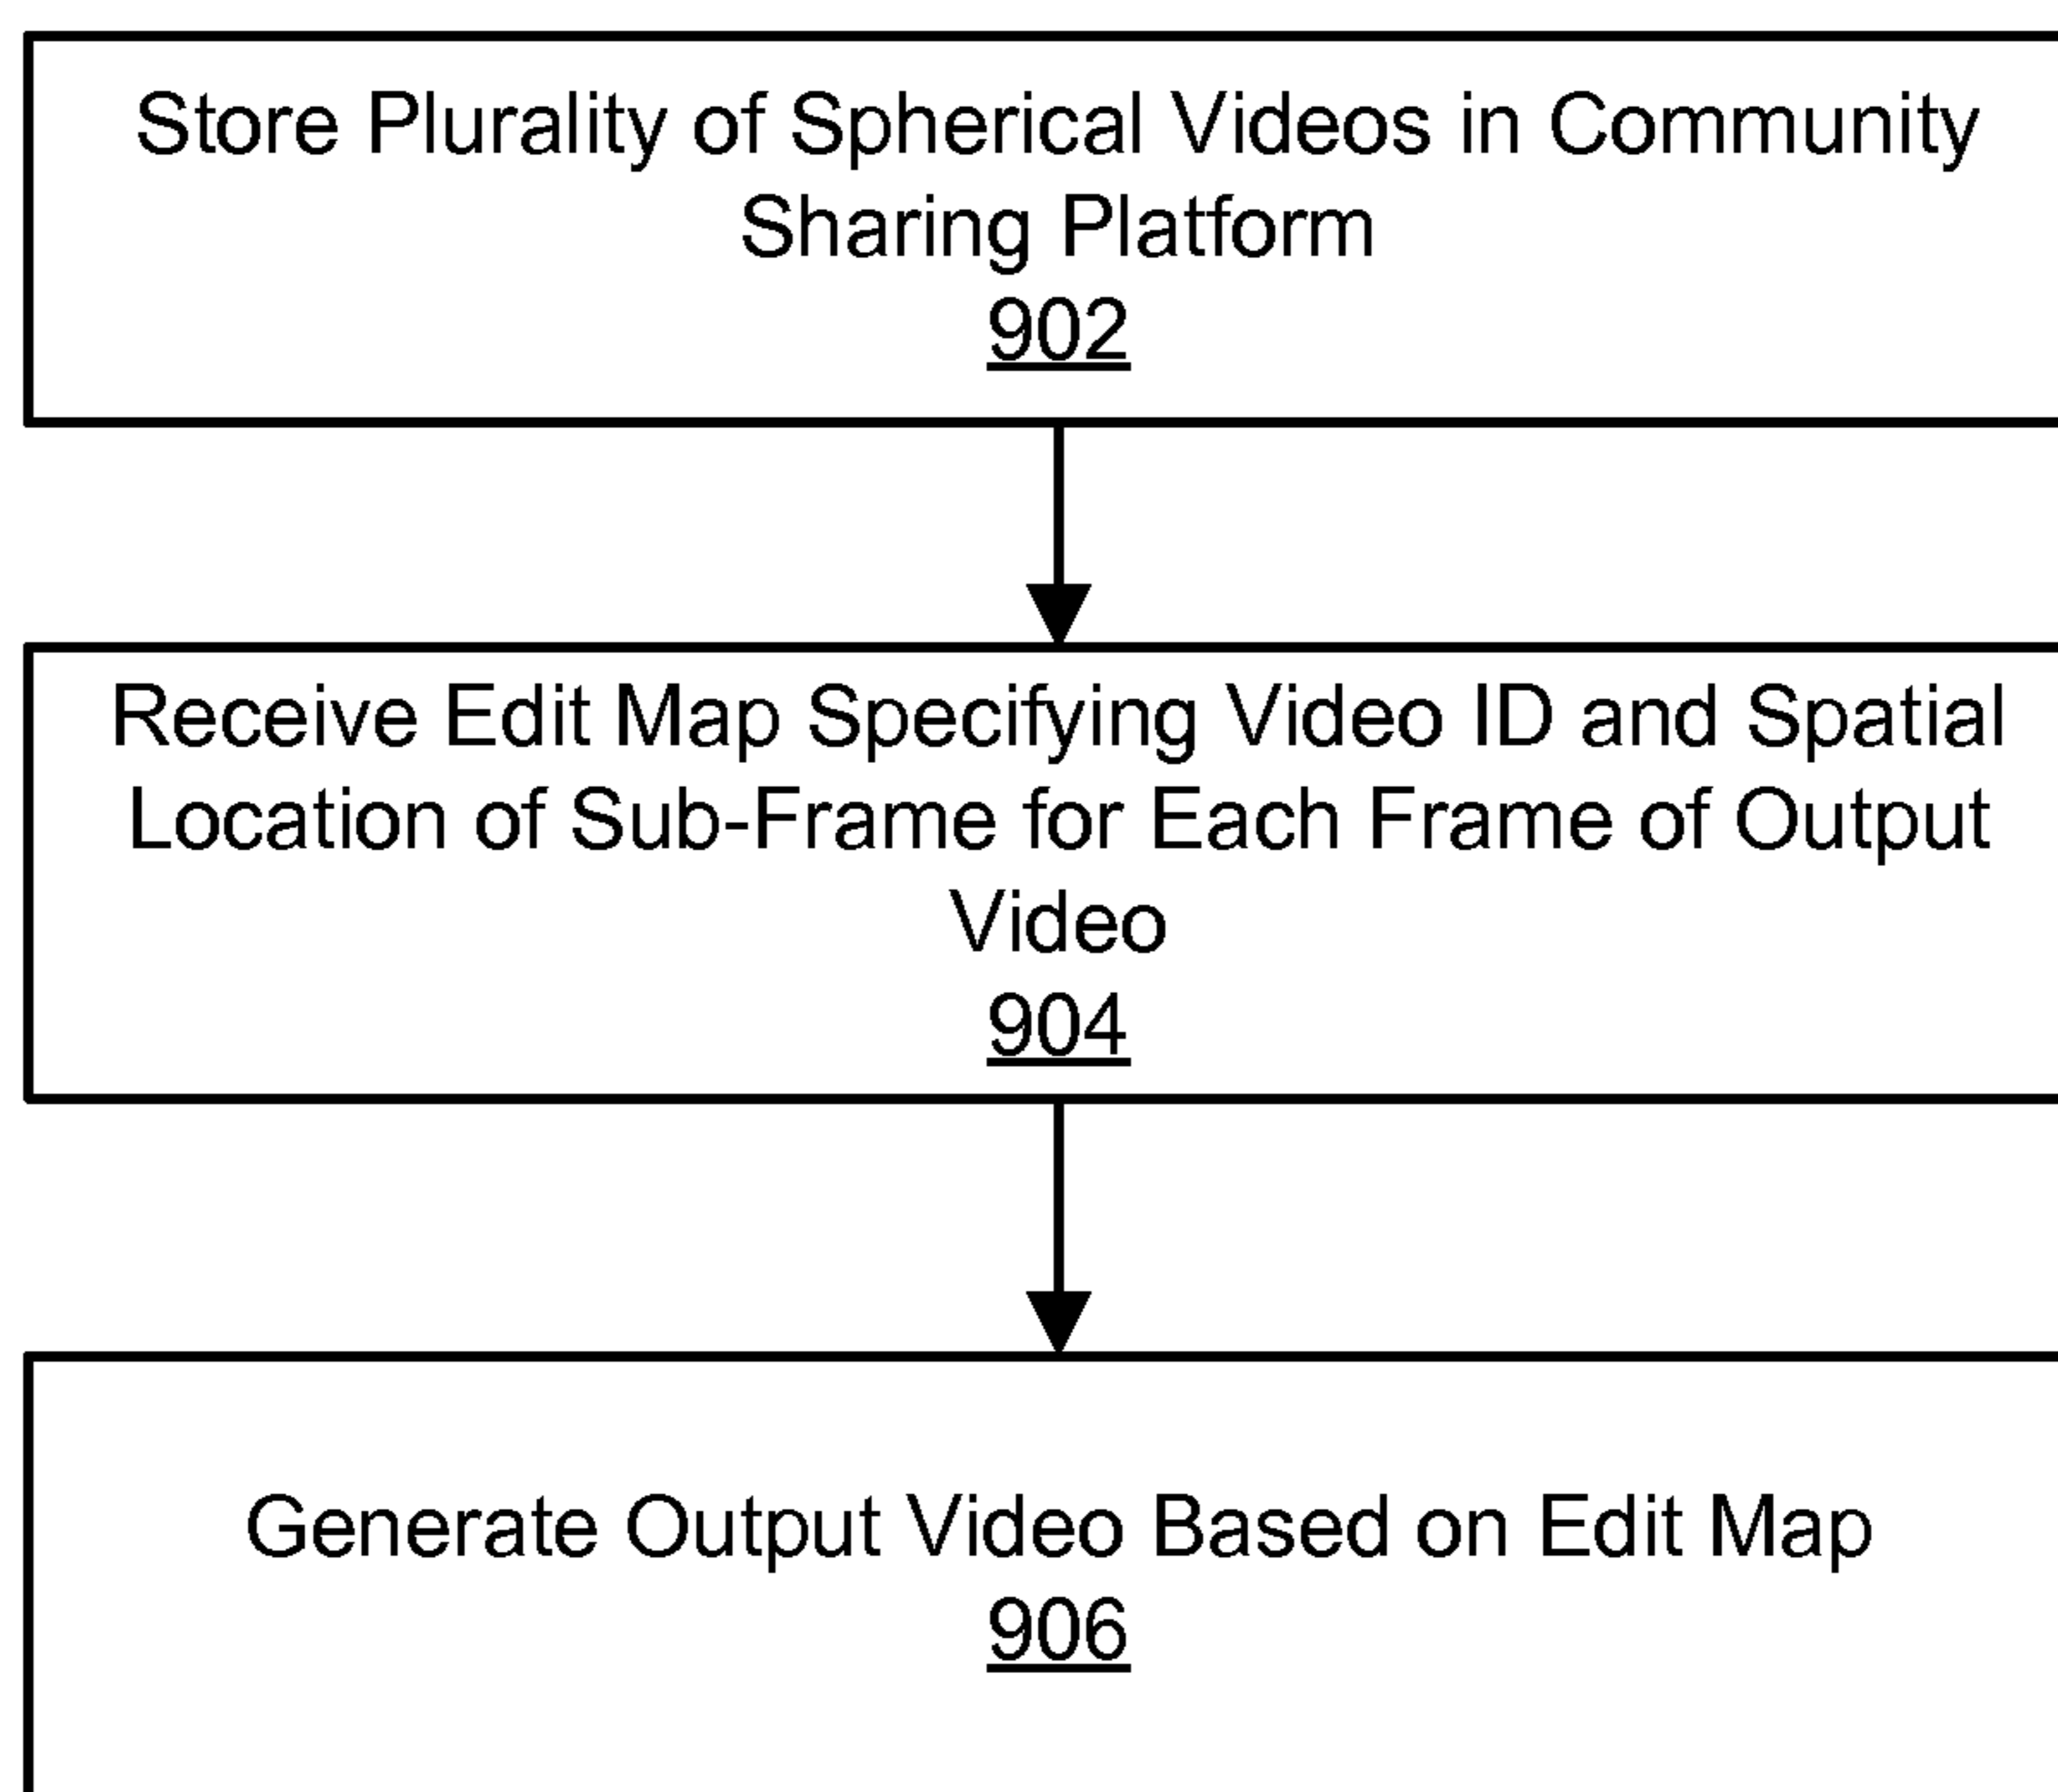 Store Plurality of Spherical Videos in Community
Sharing Platform
902
Receive Edit Map Specifying Video ID and Spatial
Location of Sub-Frame for Each Frame of Output
Video
904
Generate Output Video Based on Edit Map
906